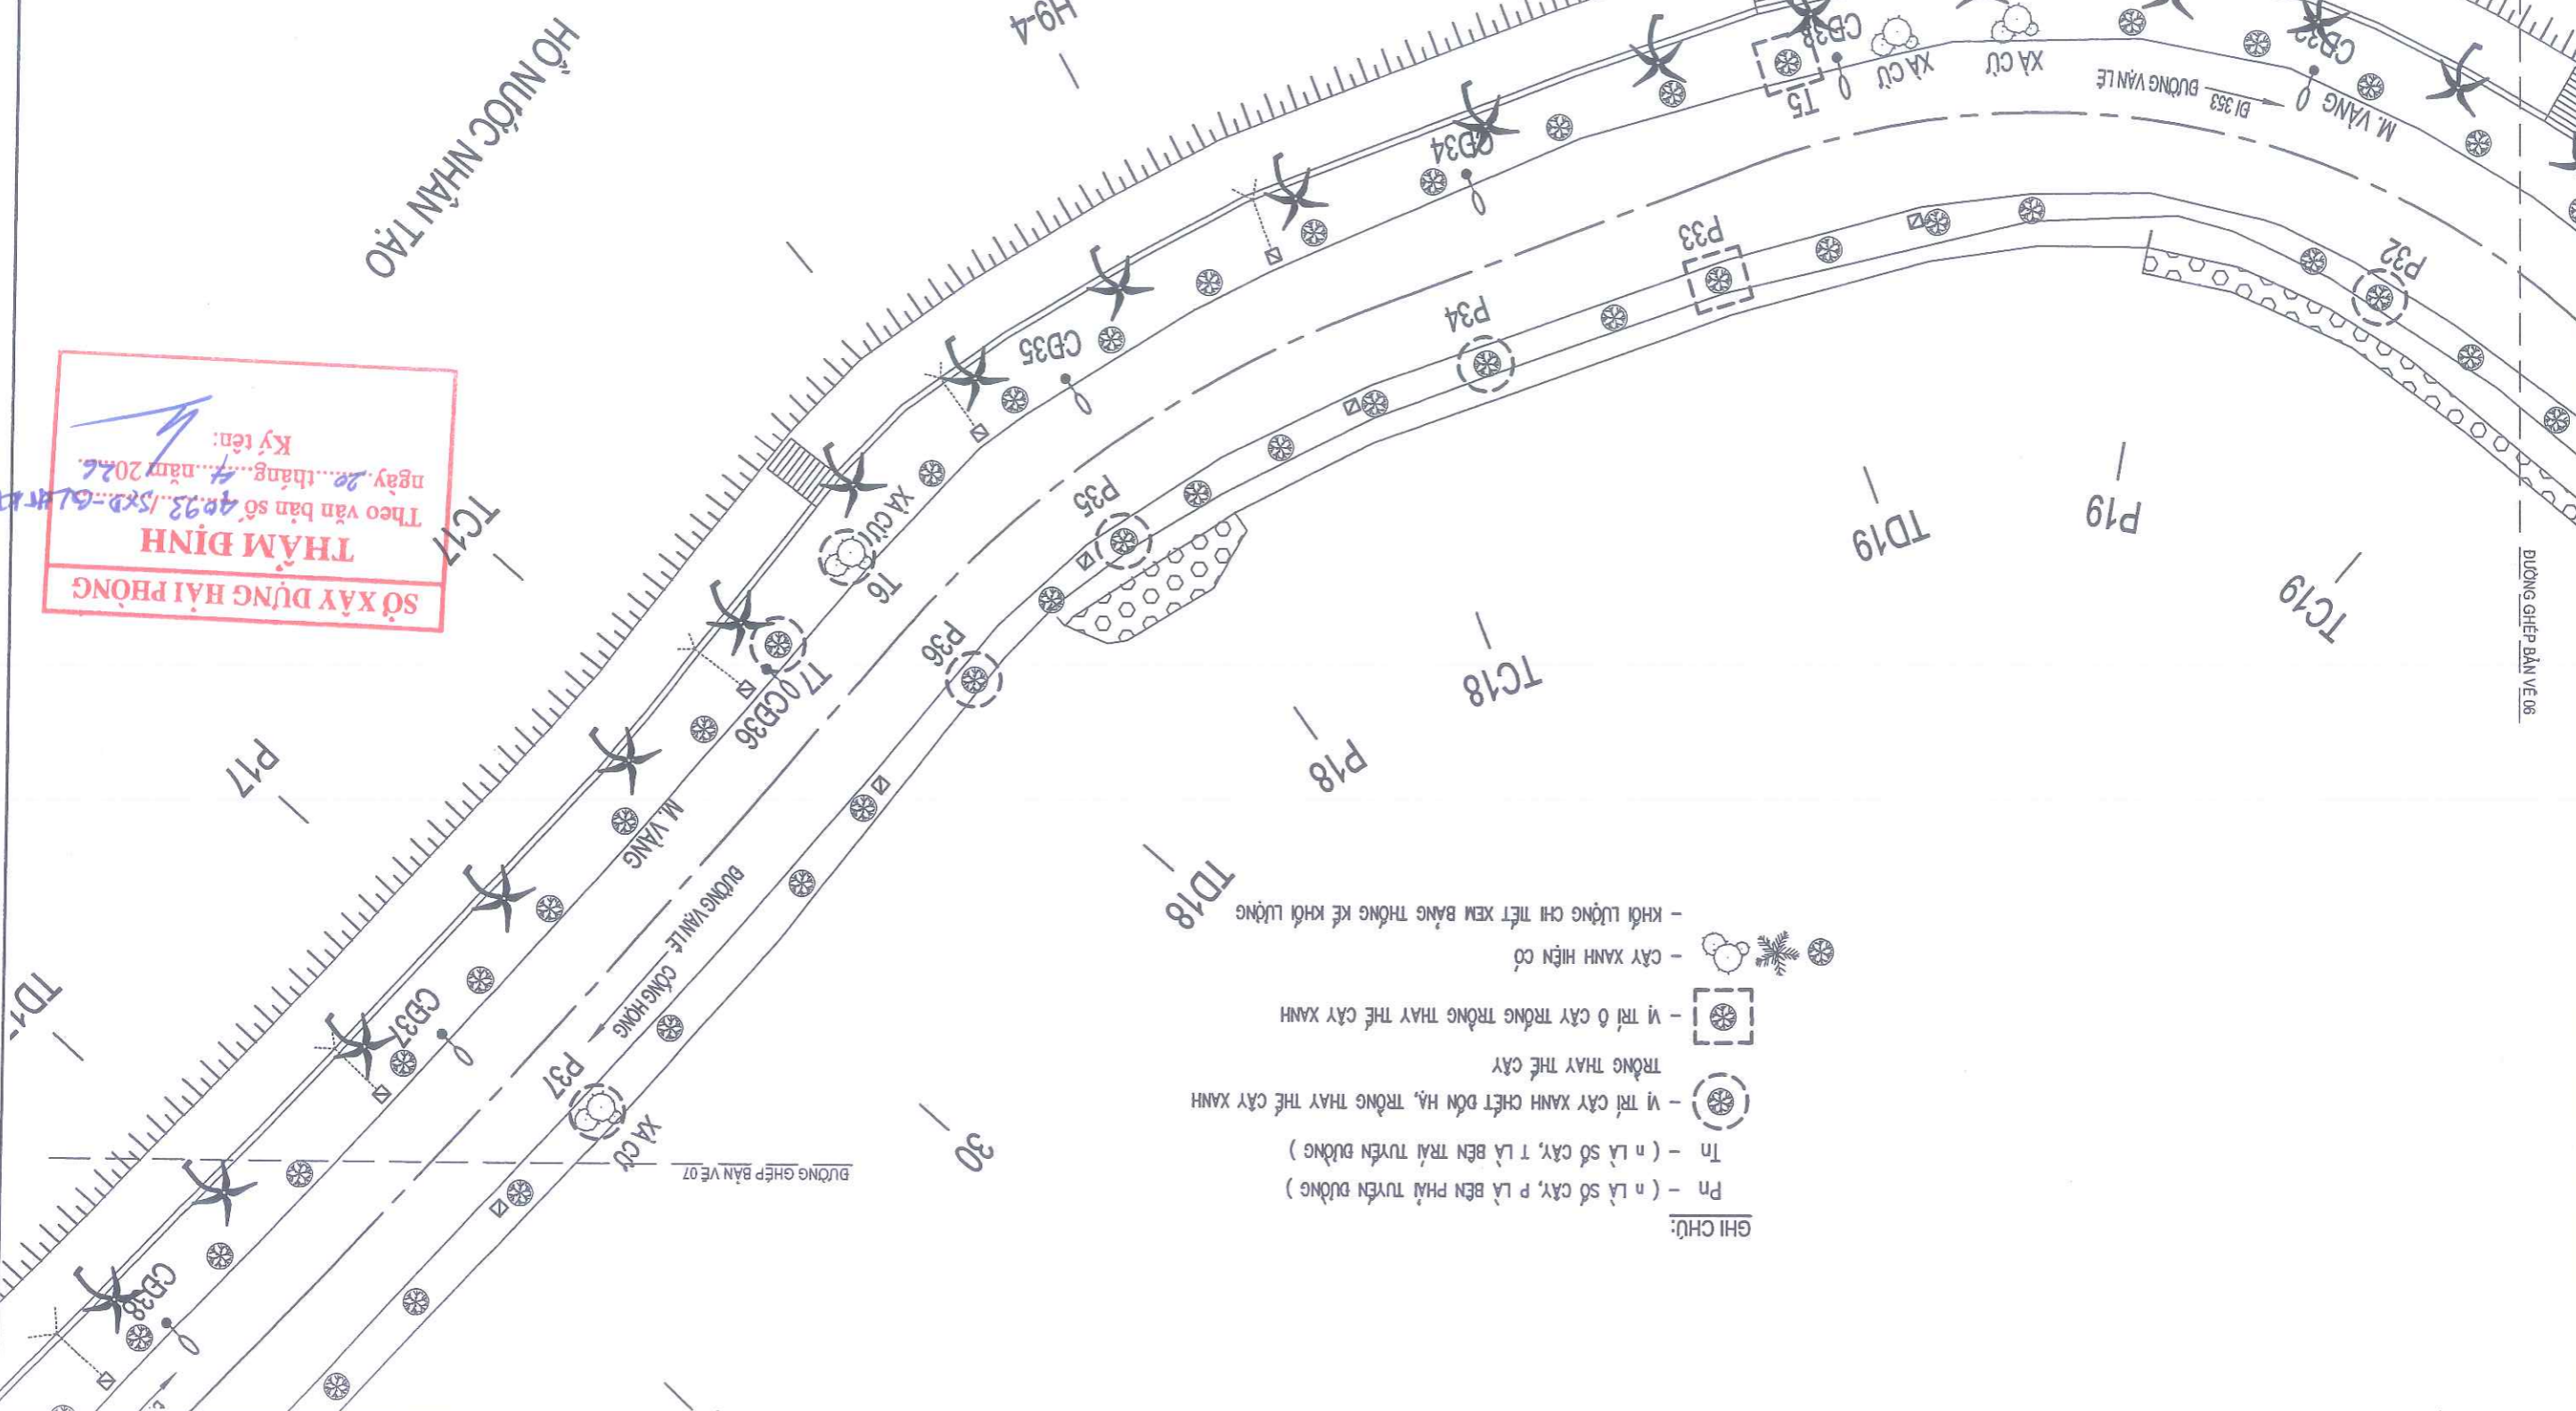 GHI CHÚ:
Pn - ( n LÀ SỐ CÂY, P LÀ BÊN PHẢI TUYẾN ĐƯỜNG )
Tn - ( n LÀ SỐ CÂY, T LÀ BÊN TRÁI TUYẾN ĐƯỜNG )
- VỊ TRÍ CÂY XANH CHẾT ĐỐN HẠ, TRỒNG THAY THẾ CÂY XANH
TRỒNG THAY THẾ CÂY
- VỊ TRÍ Ô CÂY TRỐNG TRỒNG THAY THẾ CÂY XANH
- CÂY XANH HIỆN CÓ
- KHỐI LƯỢNG CHI TIẾT XEM BẢNG THỐNG KÊ KHỐI LƯỢNG
ĐƯỜNG GHÉP BẢN VẼ 07
ĐƯỜNG GHÉP BẢN VẼ 06
CĐ38
XÀ CỪ
P37
CĐ37
30
CỐNG HỌNG
ĐƯỜNG VẠN LÊ
TD18
M. VÀNG
P17
P18
CĐ36
T7
P36
TC18
T6
XÀ CỪ
TC17
P35
TC19
TD19
P19
SỞ XÂY DỰNG HẢI PHÒNG
THẨM ĐỊNH
Theo văn bản số 4093 /SXD-
ngày 20 tháng 4 năm 2026
Ký tên:
CĐ35
P34
P33
P32
HỒ NƯỚC NHÂN TẠO
CĐ34
T5
XÀ CỪ
XÀ CỪ
ĐI 353
ĐƯỜNG VẠN LÊ
M. VÀNG
CĐ33
CĐ32
H9-4